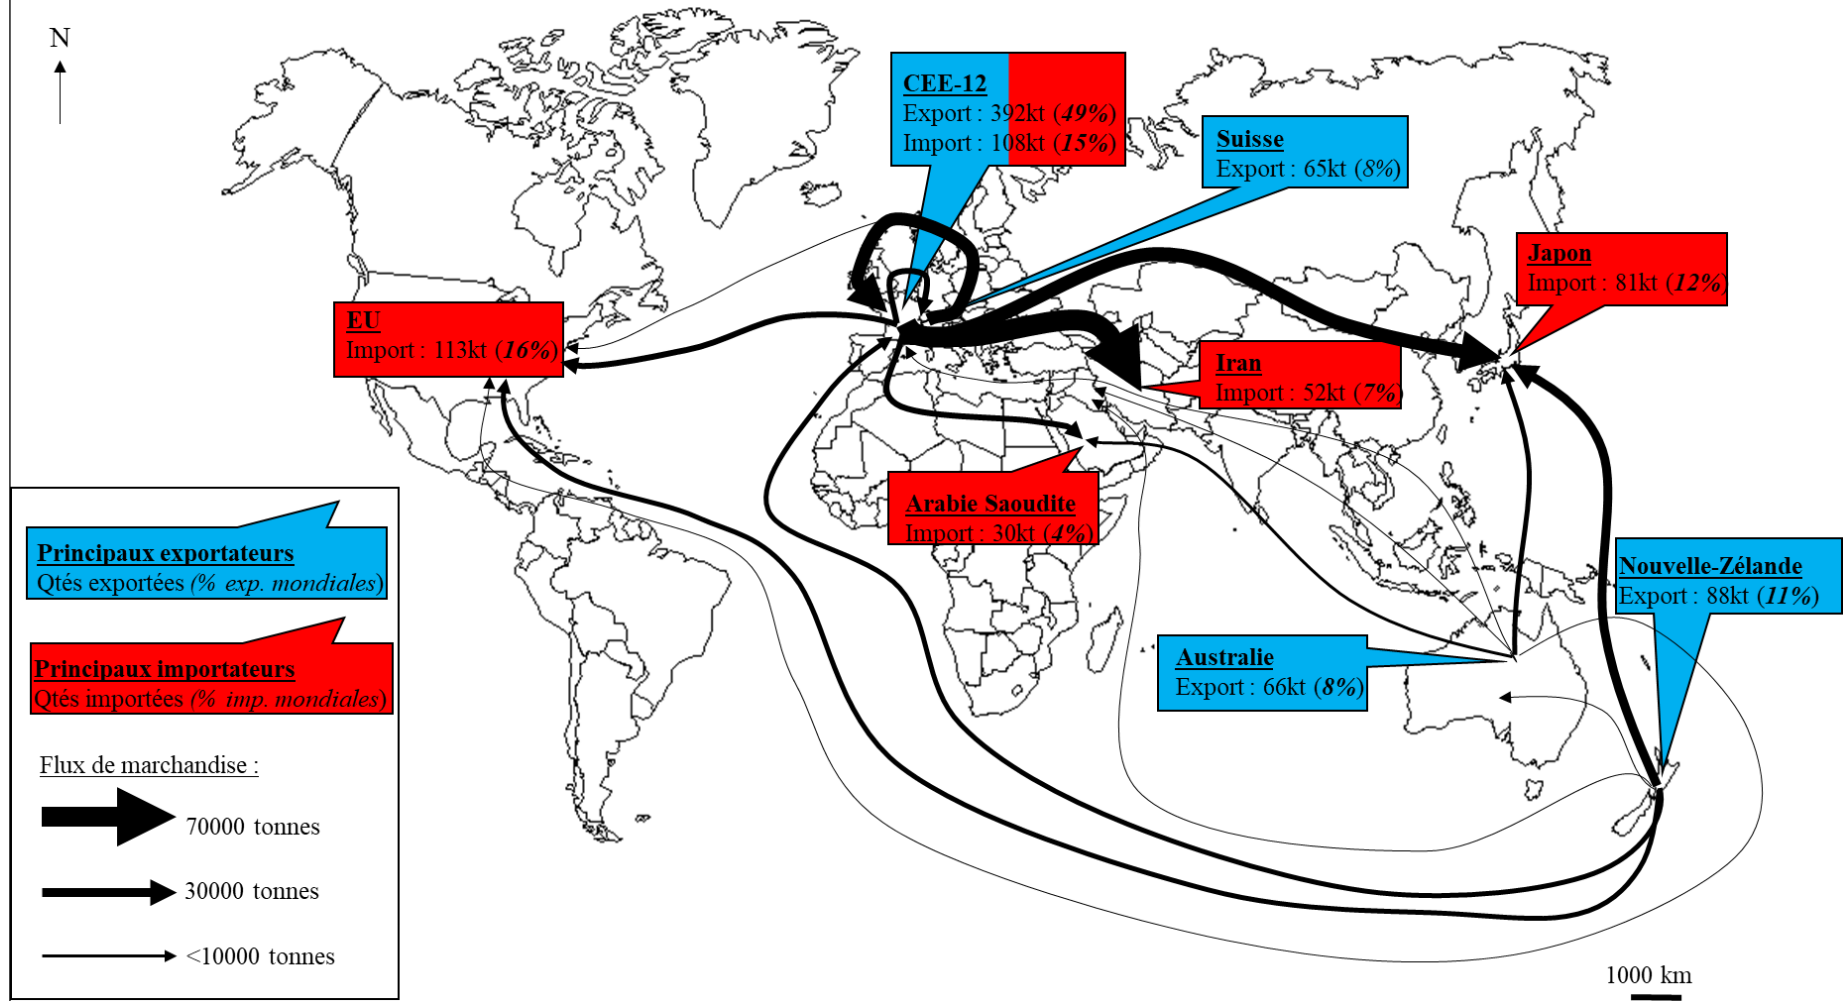 N
CEE-12
Export : 392kt (49%)
Import : 108kt (15%)
Suisse
Export : 65kt (8%)
Japon
Import : 81kt (12%)
EU
Import : 113kt (16%)
Iran
Import : 52kt (7%)
Arabie Saoudite
Import : 30kt (4%)
Nouvelle-Zélande
Export : 88kt (11%)
Australie
Export : 66kt (8%)
Principaux exportateurs
Qtés exportées (% exp. mondiales)
Principaux importateurs
Qtés importées (% imp. mondiales)
Flux de marchandise :
70000 tonnes
30000 tonnes
<10000 tonnes
1000 km